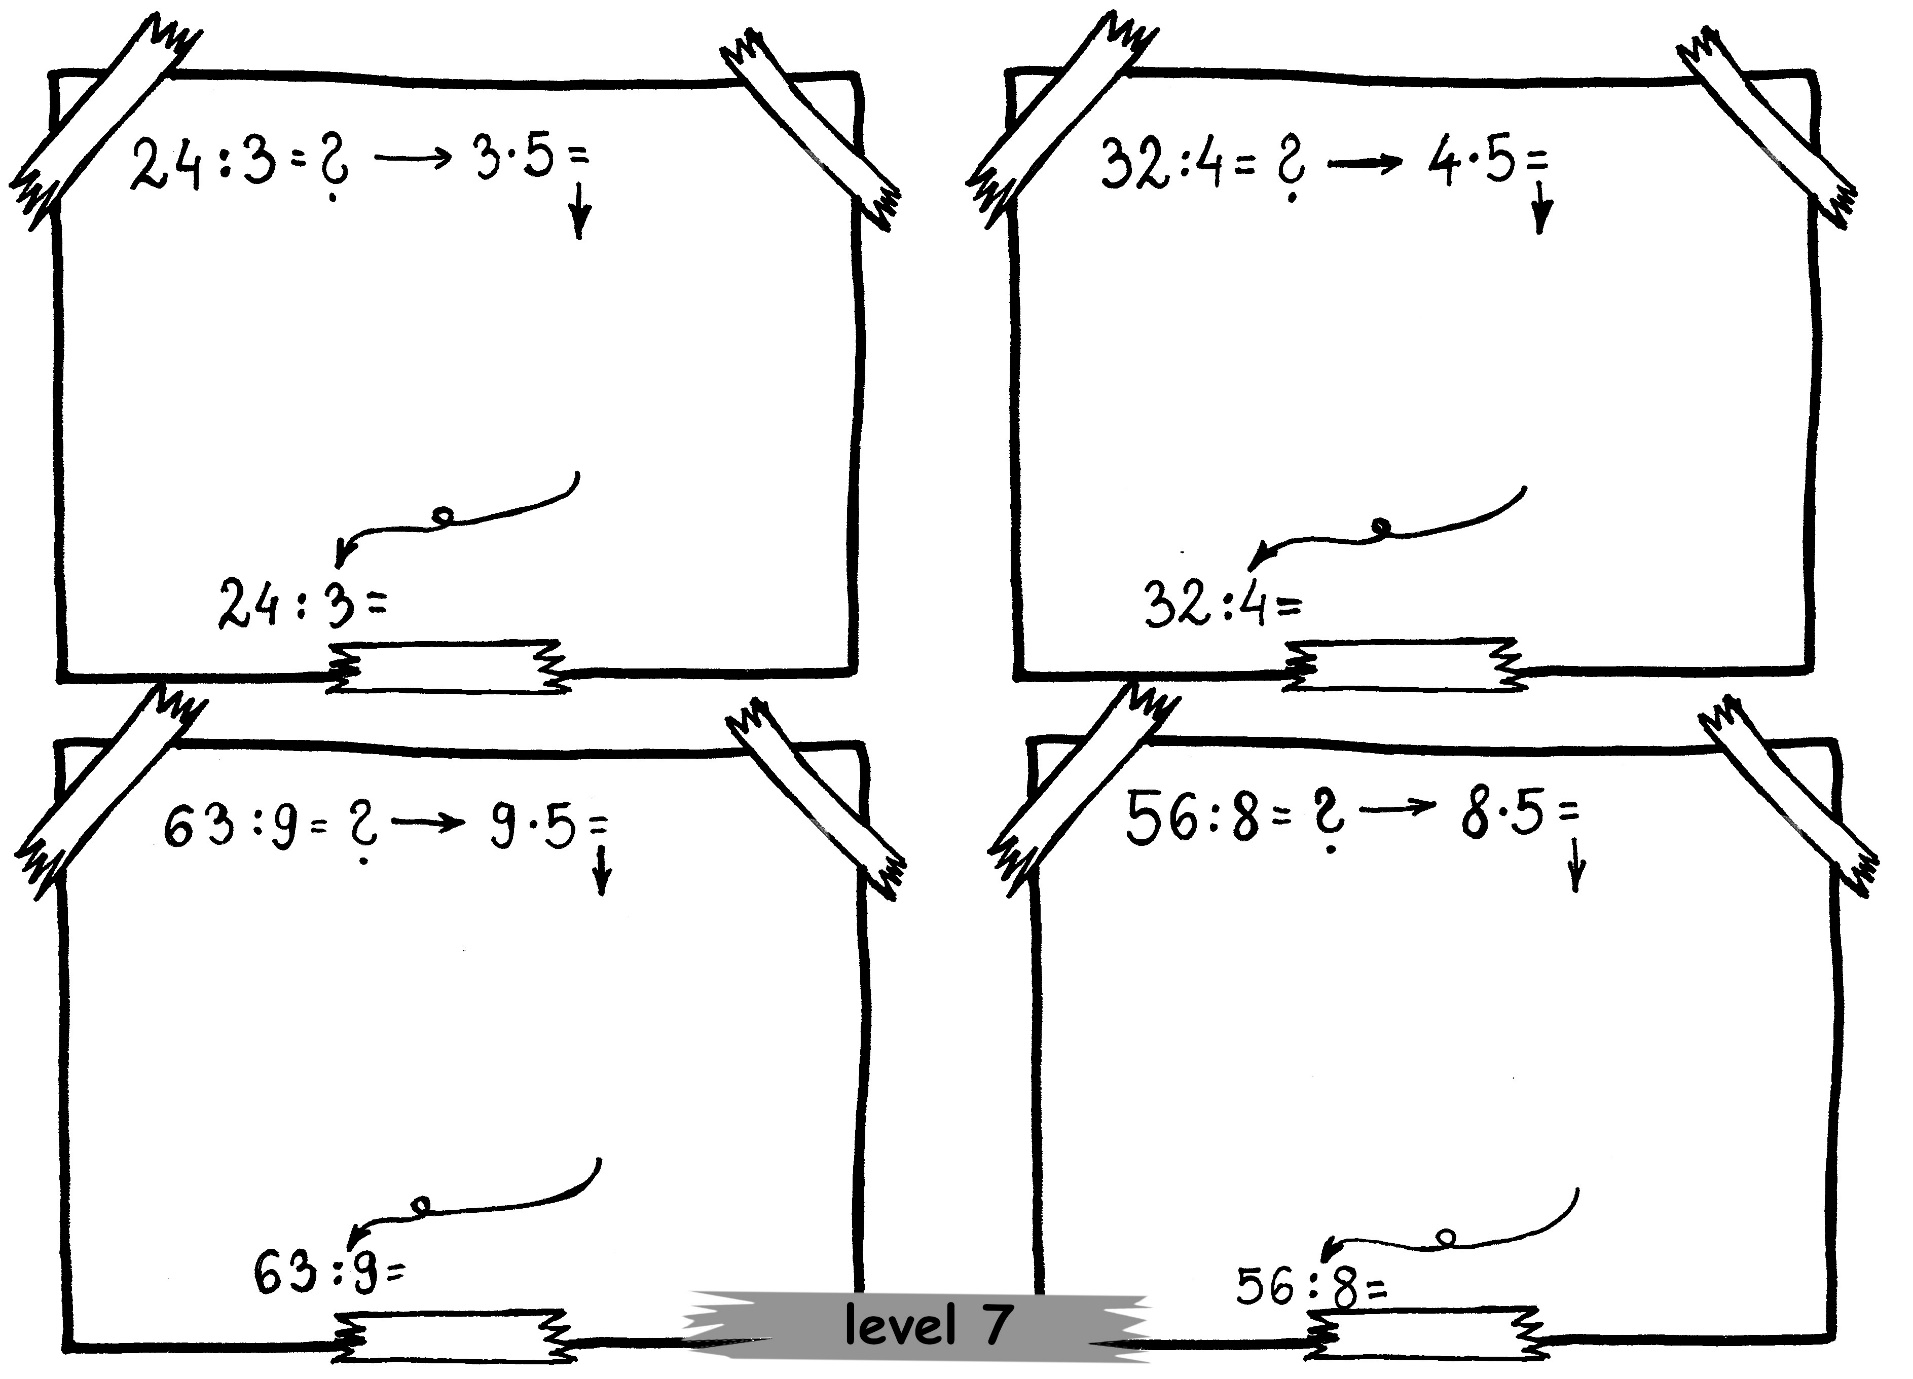 24:3=? → 3·5=
↓
24:3=
32:4=? → 4·5=
↓
32:4=
63:9=? → 9·5=
↓
63:9=
56:8=? → 8·5=
↓
56:8=
level 7